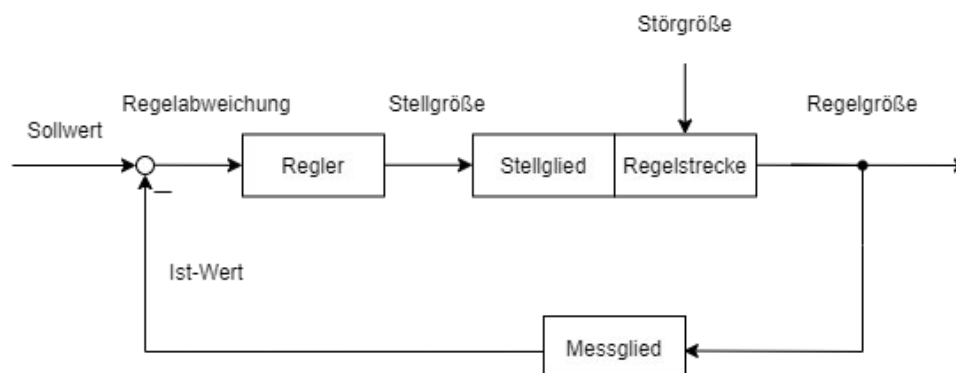 Störgröße
Regelabweichung
Stellgröße
Regelgröße
Sollwert
Regler
Stellglied
Regelstrecke
Ist-Wert
Messglied